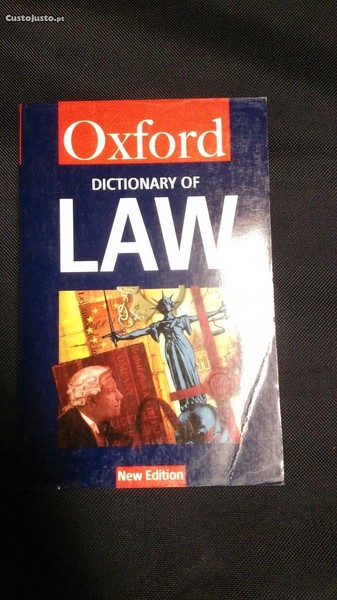 CustoJusto.pt
Oxford
DICTIONARY OF
LAW
New Edition